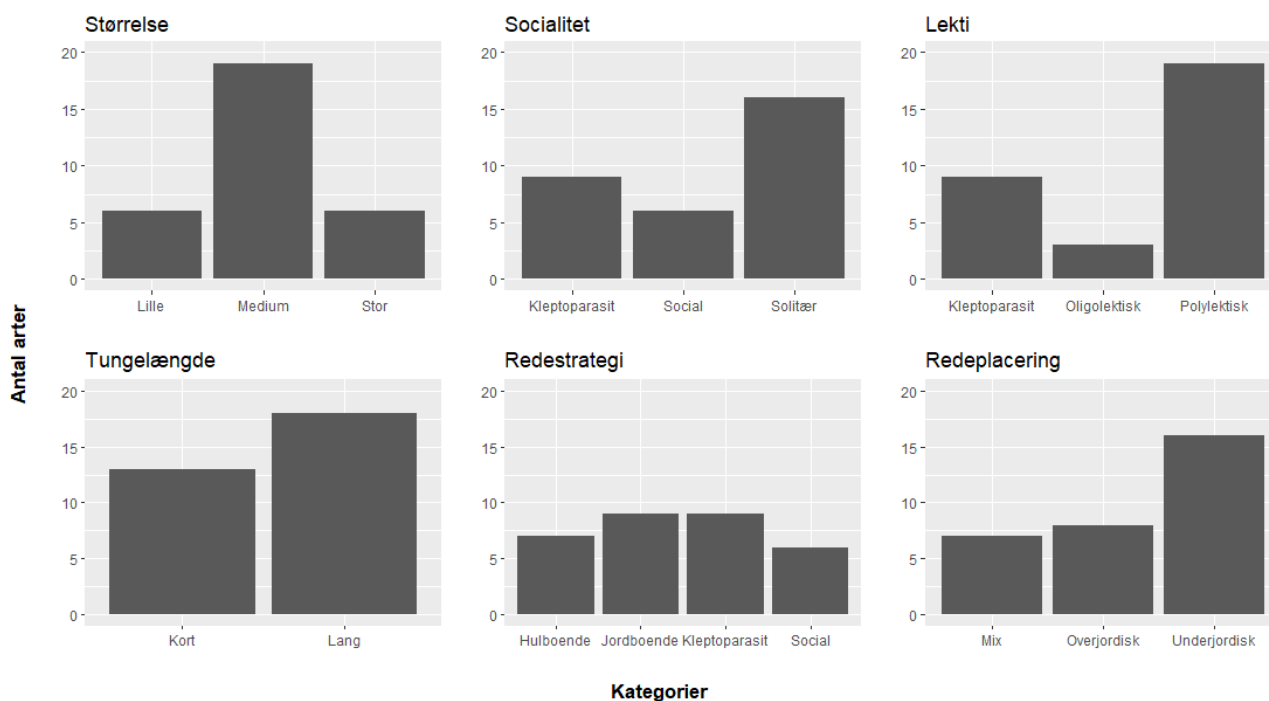 Størrelse
20
15
10
5
0
Lille Medium Stor
Socialitet
20
15
10
5
0
Kleptoparasit Social Solitær
Lekti
20
15
10
5
0
Kleptoparasit Oligolektisk Polylektisk
Antal arter
Tungelængde
20
15
10
5
0
Kort Lang
Redestrategi
20
15
10
5
0
Hulboende Jordboende Kleptoparasit Social
Redeplacering
20
15
10
5
0
Mix Overjordisk Underjordisk
Kategorier